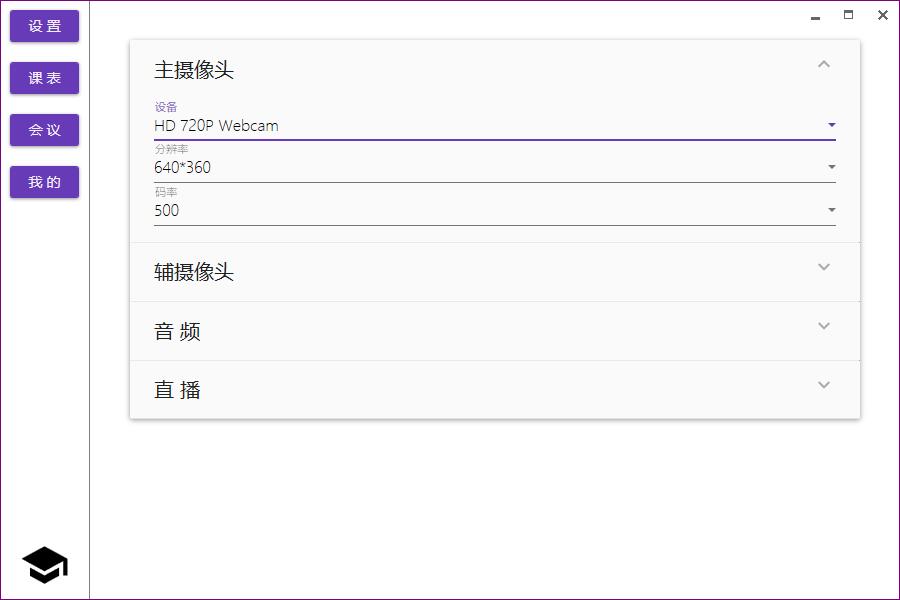 设 置
课 表
会 议
我 的
主摄像头
设备
HD 720P Webcam
分辨率
640*360
码率
500
辅摄像头
音 频
直 播